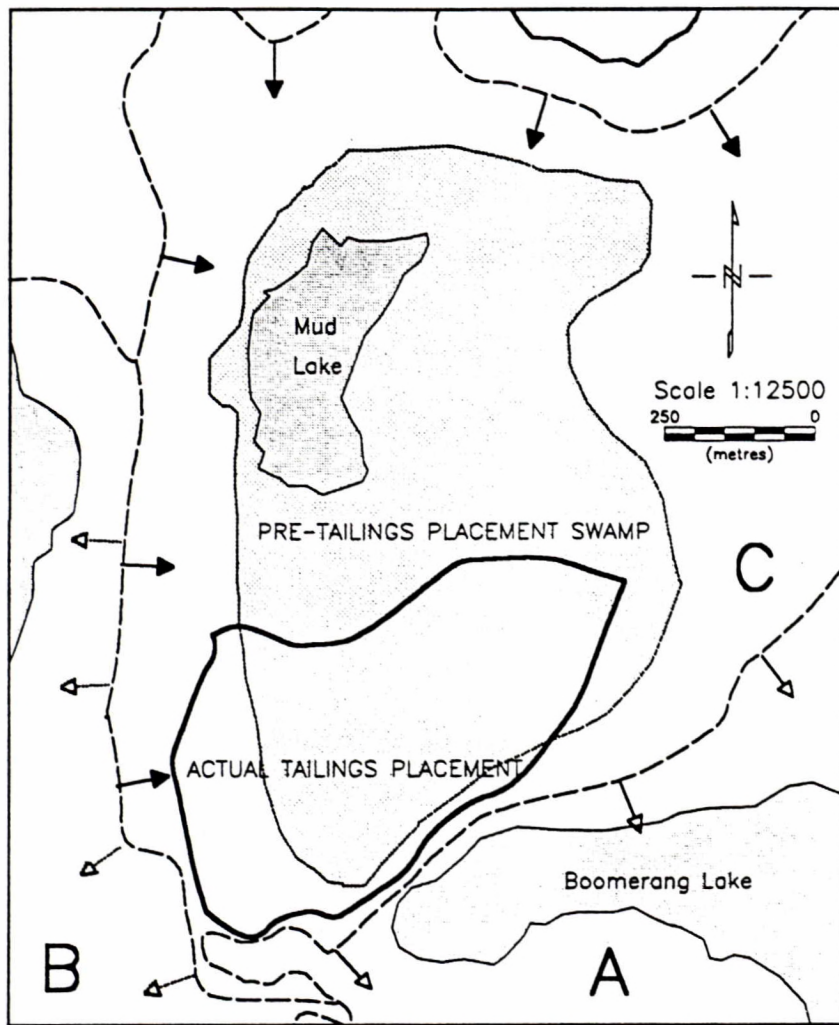 Mud
Lake
N
Scale 1:12500
250 0
(metres)
PRE-TAILINGS PLACEMENT SWAMP
C
ACTUAL TAILINGS PLACEMENT
Boomerang Lake
B
A